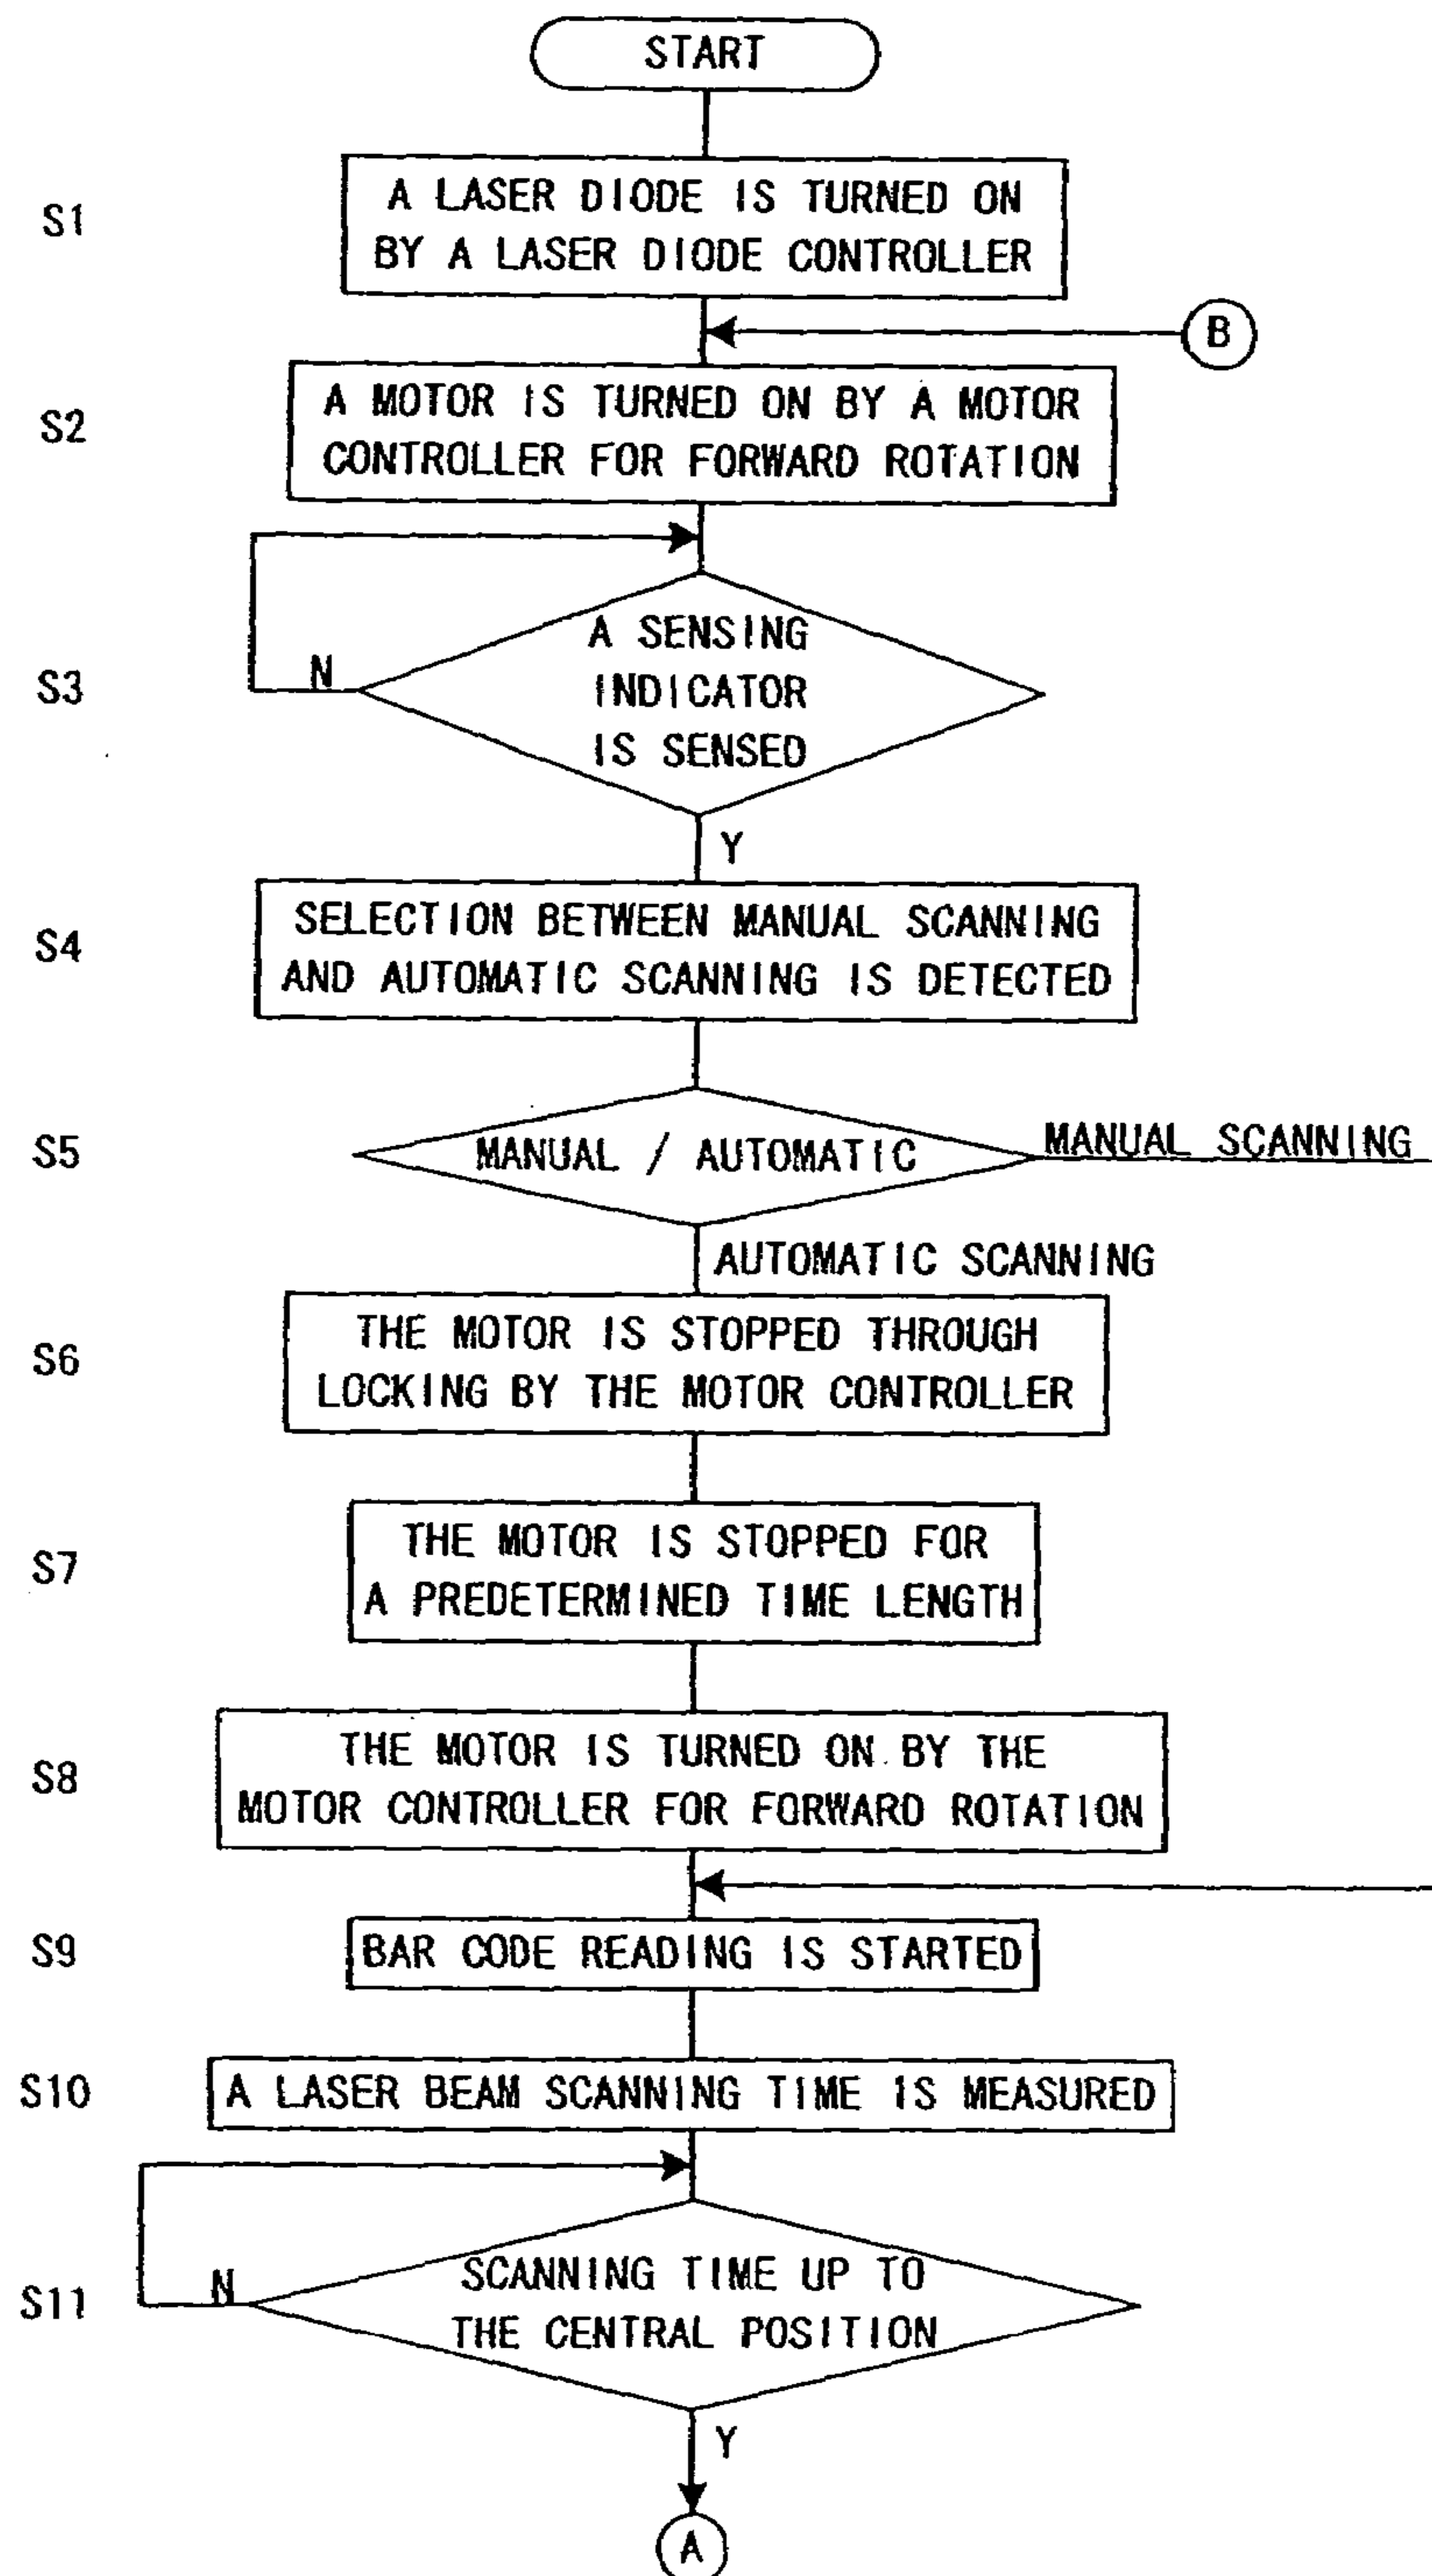 START
S1
A LASER DIODE IS TURNED ON
BY A LASER DIODE CONTROLLER
B
S2
A MOTOR IS TURNED ON BY A MOTOR
CONTROLLER FOR FORWARD ROTATION
S3
N
A SENSING
INDICATOR
IS SENSED
Y
S4
SELECTION BETWEEN MANUAL SCANNING
AND AUTOMATIC SCANNING IS DETECTED
S5
MANUAL / AUTOMATIC
MANUAL SCANNING
AUTOMATIC SCANNING
S6
THE MOTOR IS STOPPED THROUGH
LOCKING BY THE MOTOR CONTROLLER
S7
THE MOTOR IS STOPPED FOR
A PREDETERMINED TIME LENGTH
S8
THE MOTOR IS TURNED ON BY THE
MOTOR CONTROLLER FOR FORWARD ROTATION
S9
BAR CODE READING IS STARTED
S10
A LASER BEAM SCANNING TIME IS MEASURED
S11
N
SCANNING TIME UP TO
THE CENTRAL POSITION
Y
A